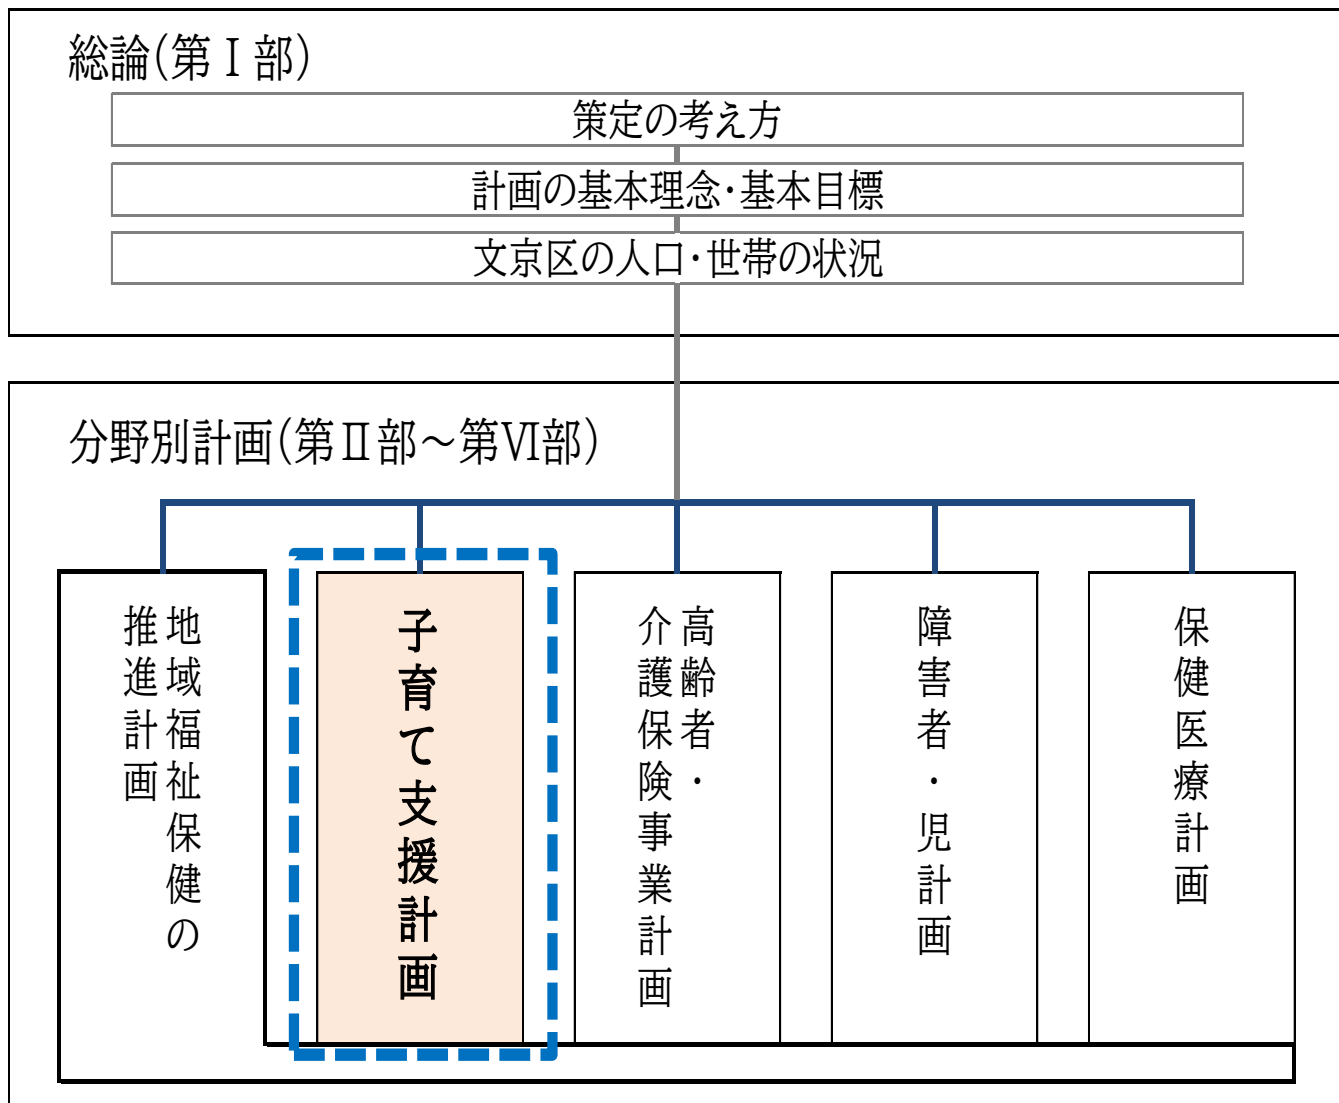 総論(第Ⅰ部)
策定の考え方
計画の基本理念・基本目標
文京区の人口・世帯の状況
分野別計画(第Ⅱ部～第Ⅵ部)
地域福祉保健の
推進計画
子育て支援計画
高齢者・
介護保険事業計画
障害者・児計画
保健医療計画